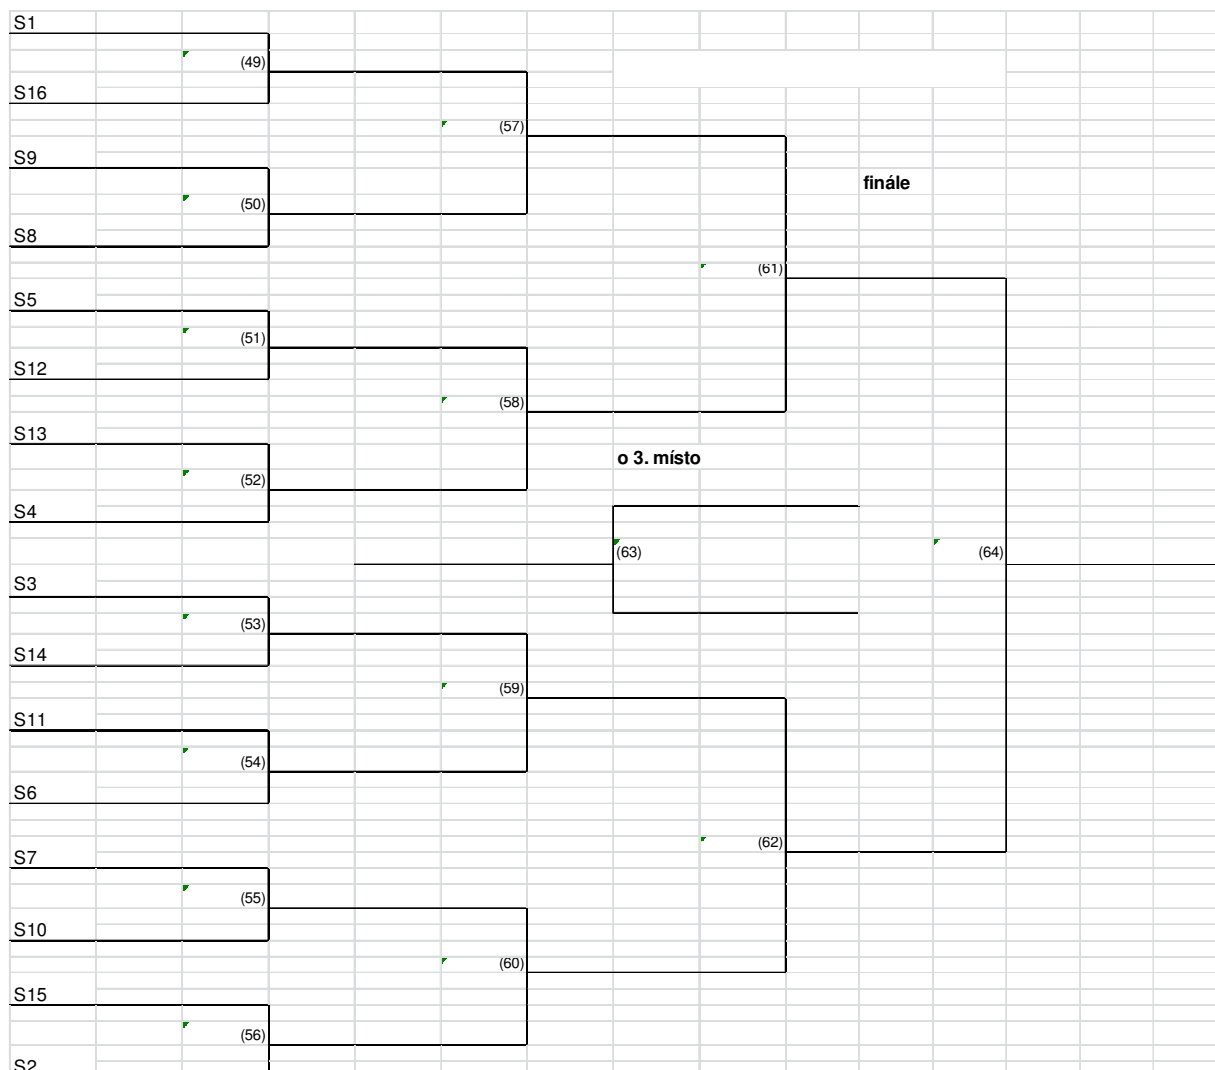 S1
(49)
S16
(57)
S9
finále
(50)
S8
(61)
S5
(51)
S12
(58)
S13
o 3. místo
(52)
S4
(63)
(64)
S3
(53)
S14
(59)
S11
(54)
S6
(62)
S7
(55)
S10
(60)
S15
(56)
S2